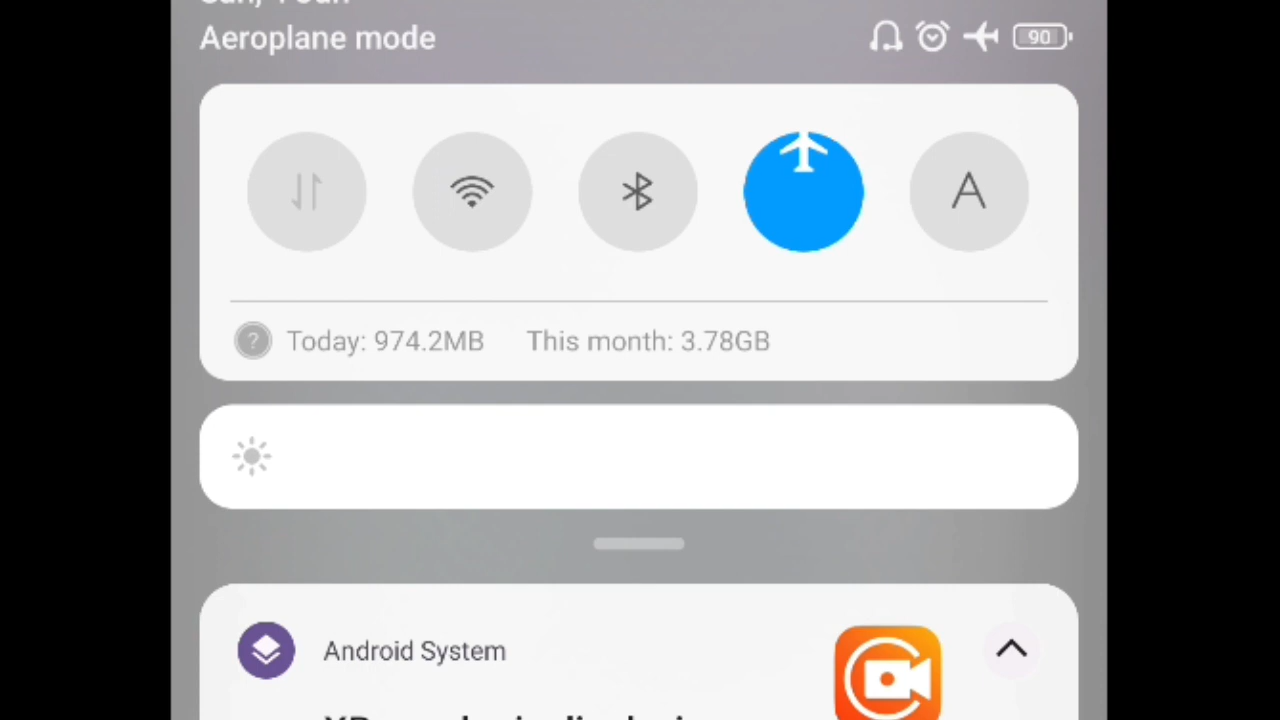 Aeroplane mode
90
A
Today: 974.2MB This month: 3.78GB
Android System